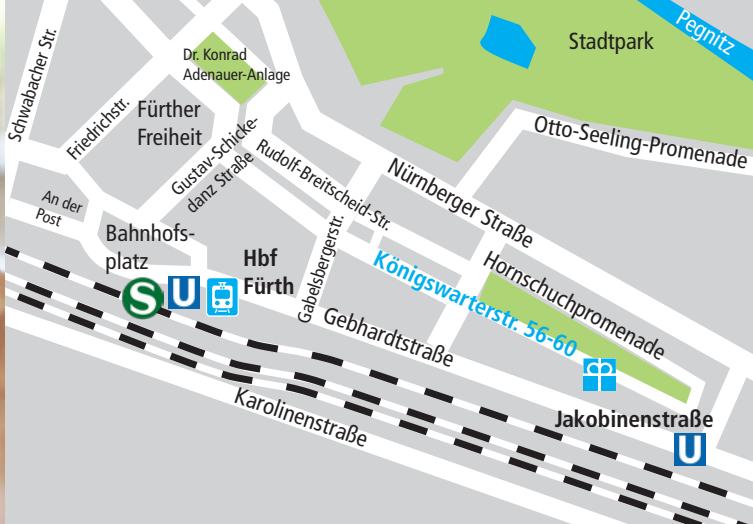 Pegnitz
Stadtpark
Dr. Konrad
Adenauer-Anlage
Schwabacher Str.
Friedrichstr.
Fürther
Freiheit
Gustav-Schicke-
danz Straße
Rudolf-Breitscheid-Str.
Nürnberger Straße
Otto-Seeling-Promenade
An der
Post
Bahnhofs-
platz
S
U
Hbf
Fürth
Gabelsbergerstr.
Königswarterstr. 56-60
Hornschuchpromenade
Gebhardtstraße
Karolinenstraße
Jakobinenstraße
U